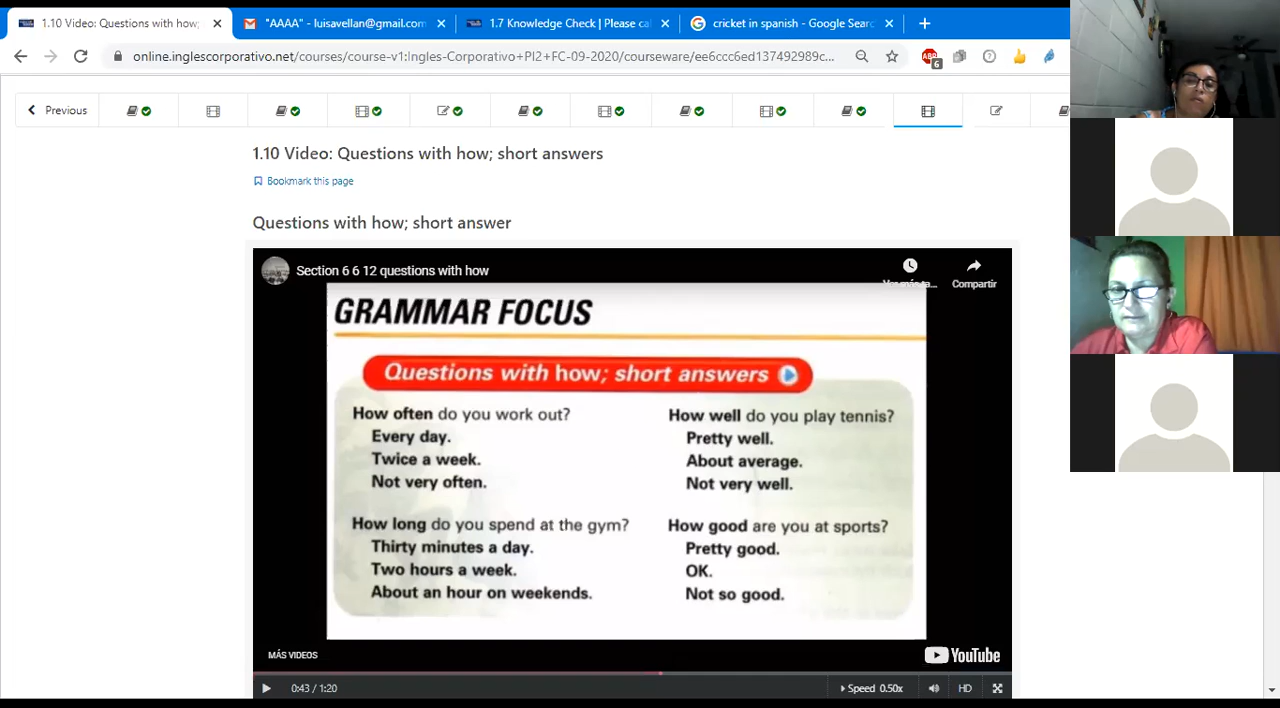 1.10 Video: Questions with how;
"AAAA" - luisavellan@gmail.com
1.7 Knowledge Check | Please cal
cricket in spanish - Google Sear
online.inglescorporativo.net/courses/course-v1:Ingles-Corporativo+PI2+FC-09-2020/courseware/ee6ccc6ed137492989c...
6
Previous
1.10 Video: Questions with how; short answers
Bookmark this page
Questions with how; short answer
Section 6 6 12 questions with how
Compartir
GRAMMAR FOCUS
Questions with how; short answers
How often do you work out?
Every day.
Twice a week.
Not very often.
How long do you spend at the gym?
Thirty minutes a day.
Two hours a week.
About an hour on weekends.
How well do you play tennis?
Pretty well.
About average.
Not very well.
How good are you at sports?
Pretty good.
OK.
Not so good.
MÁS VIDEOS
YouTube
0:43 / 1:20
Speed 0.50x
HD